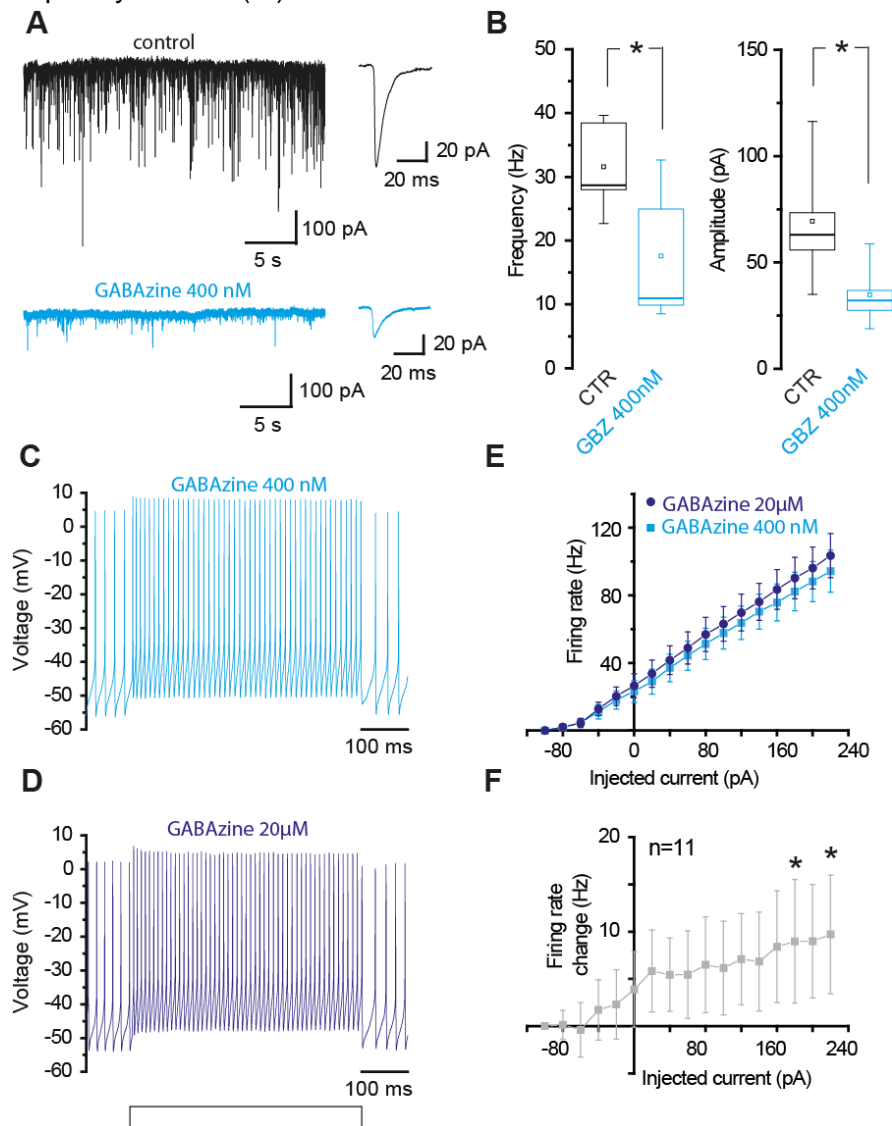 A
control
20 pA
20 ms
100 pA
5 s
GABAzine 400 nM
20 pA
20 ms
100 pA
5 s
B
50
40
30
20
10
0
Frequency (Hz)
*
CTR
GBZ 400nM
150
100
50
0
Amplitude (pA)
*
CTR
GBZ 400nM
C
GABAzine 400 nM
10
0
-10
-20
-30
-40
-50
-60
Voltage (mV)
100 ms
D
GABAzine 20µM
10
0
-10
-20
-30
-40
-50
-60
Voltage (mV)
100 ms
E
GABAzine 20µM
GABAzine 400 nM
120
80
40
Firing rate (Hz)
-80 0 80 160 240
Injected current (pA)
F
20
10
Firing rate
change (Hz)
n=11
* *
-80 80 160 240
Injected current (pA)